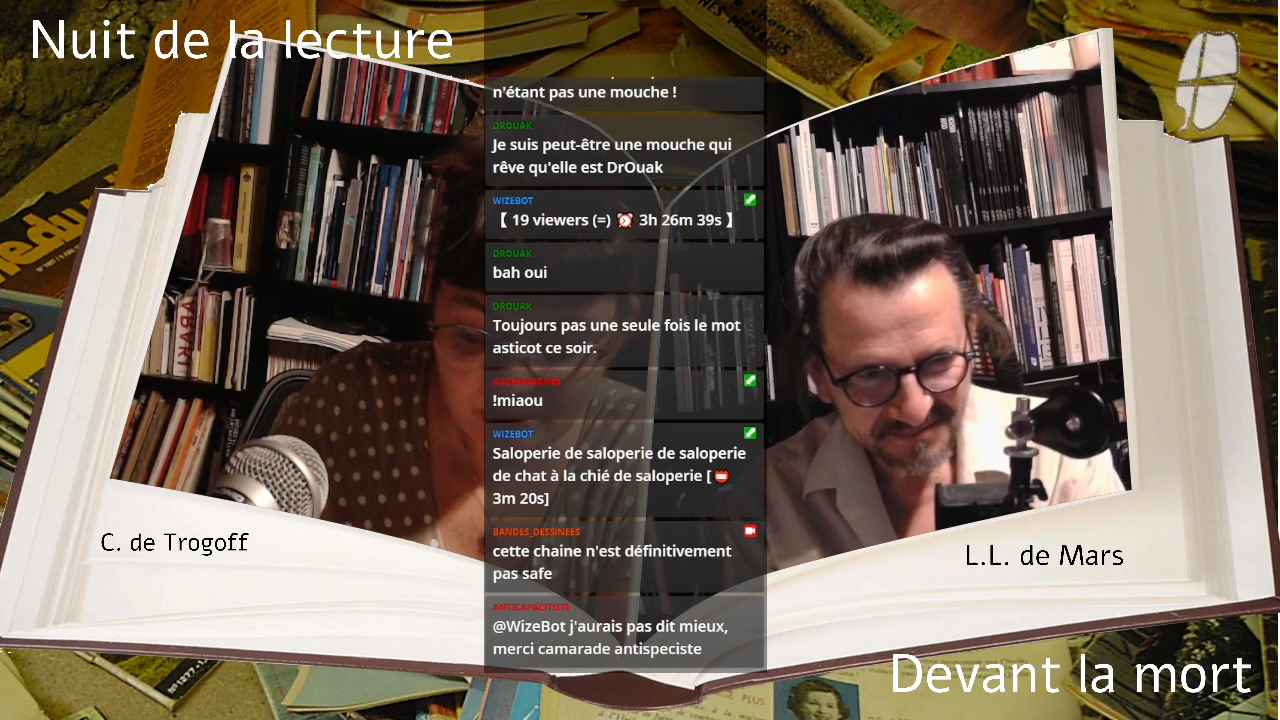 Nuit de la lecture
n'étant pas une mouche !
DROUAK
Je suis peut-être une mouche qui
rêve qu'elle est DrOuak
WIZEBOT
【 19 viewers (=) ⏰ 3h 26m 39s 】
DROUAK
bah oui
DROUAK
Toujours pas une seule fois le mot
asticot ce soir.
!miaou
WIZEBOT
Saloperie de saloperie de saloperie
de chat à la chié de saloperie [📛
3m 20s]
BANDES_DESSINEES
cette chaine n'est définitivement
pas safe
ANTICAPACITISTE
@WizeBot j'aurais pas dit mieux,
merci camarade antispeciste
C. de Trogoff
L.L. de Mars
Devant la mort